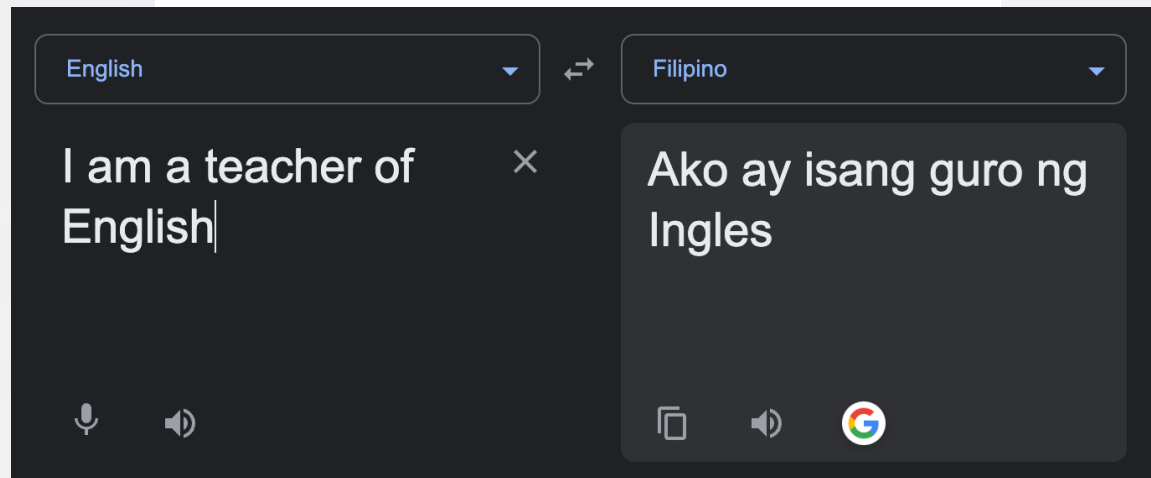 English
Filipino
I am a teacher of
English
Ako ay isang guro ng
Ingles